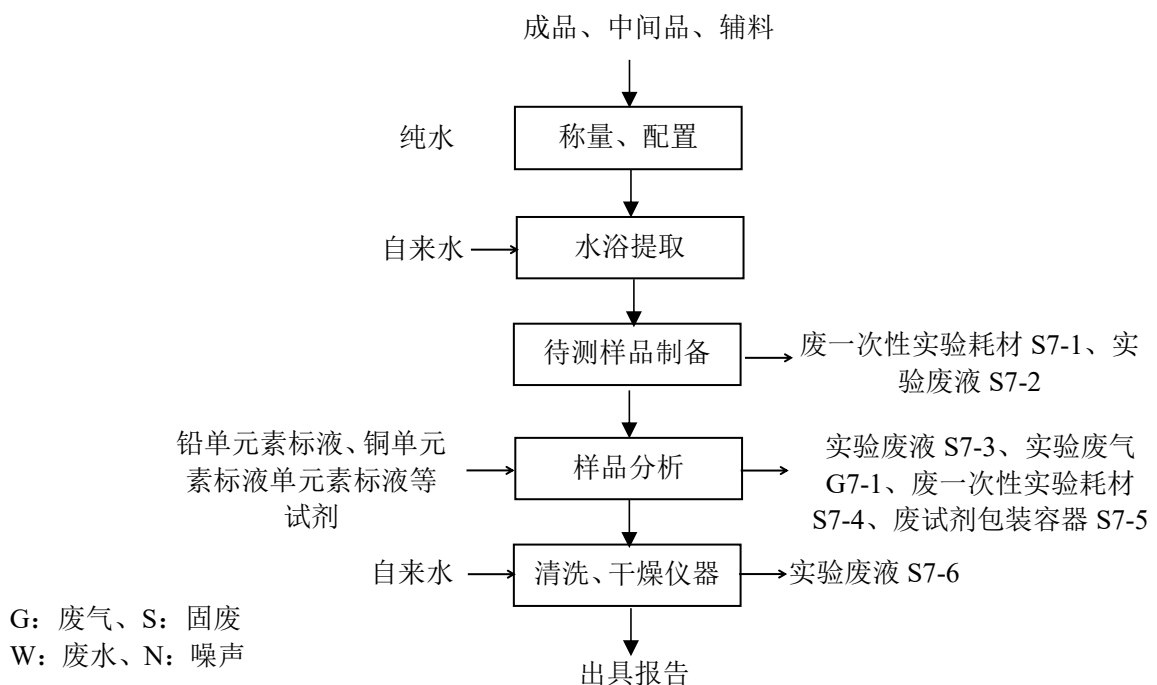 成品、中间品、辅料
纯水
称量、配置
自来水
水浴提取
待测样品制备
废一次性实验耗材 S7-1、实
验废液 S7-2
铅单元素标液、铜单元
素标液单元素标液等
试剂
样品分析
实验废液 S7-3、实验废气
G7-1、废一次性实验耗材
S7-4、废试剂包装容器 S7-5
自来水
清洗、干燥仪器
实验废液 S7-6
G：废气、S：固废
W：废水、N：噪声
出具报告